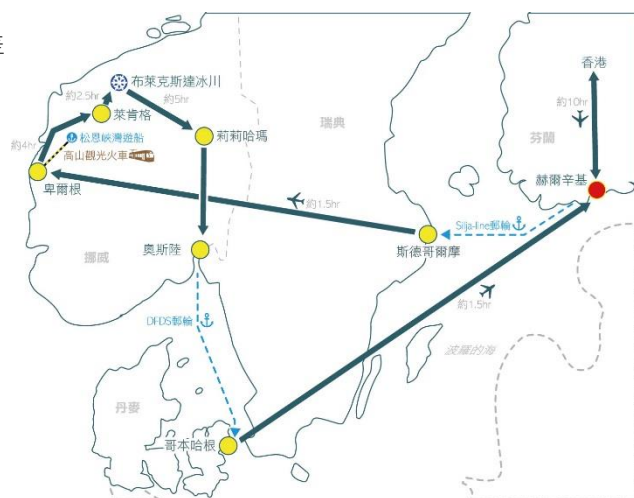 香港
約10hr
芬蘭
赫爾辛基
Silja-line郵輪
斯德哥爾摩
瑞典
約1.5hr
布萊克斯達冰川
約2.5hr
約5hr
萊肯格
莉莉哈瑪
松恩峽灣遊船
高山観光火車
約4hr
卑爾根
挪威
奧斯陸
DFDS郵輪
約1.5hr
波羅的海
丹麥
哥本哈根